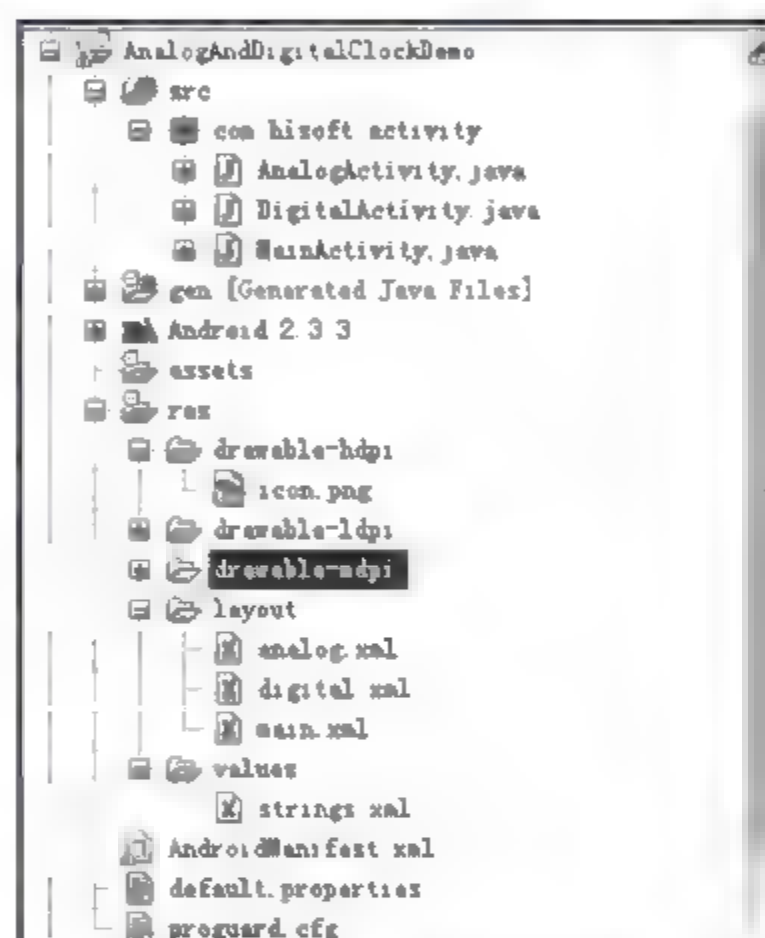 AnalogAndDigitalClockDemo
src
com.hisoft.activity
AnalogActivity.java
DigitalActivity.java
MainActivity.java
gen [Generated Java Files]
Android 2.3.3
assets
res
drawable-hdpi
icon.png
drawable-ldpi
drawable-mdpi
layout
analog.xml
digital.xml
main.xml
values
strings.xml
AndroidManifest.xml
default.properties
proguard.cfg